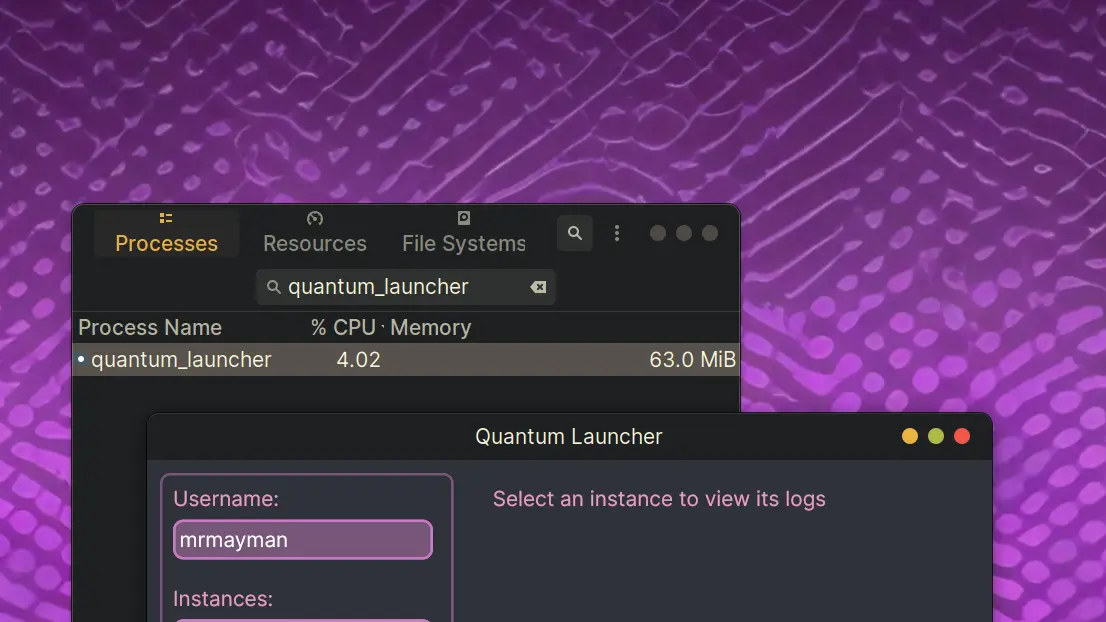 Processes
Resources
File Systems
quantum_launcher
Process Name % CPU Memory
quantum_launcher 4.02 63.0 MiB
Quantum Launcher
Username:
Select an instance to view its logs
mrmayman
Instances: